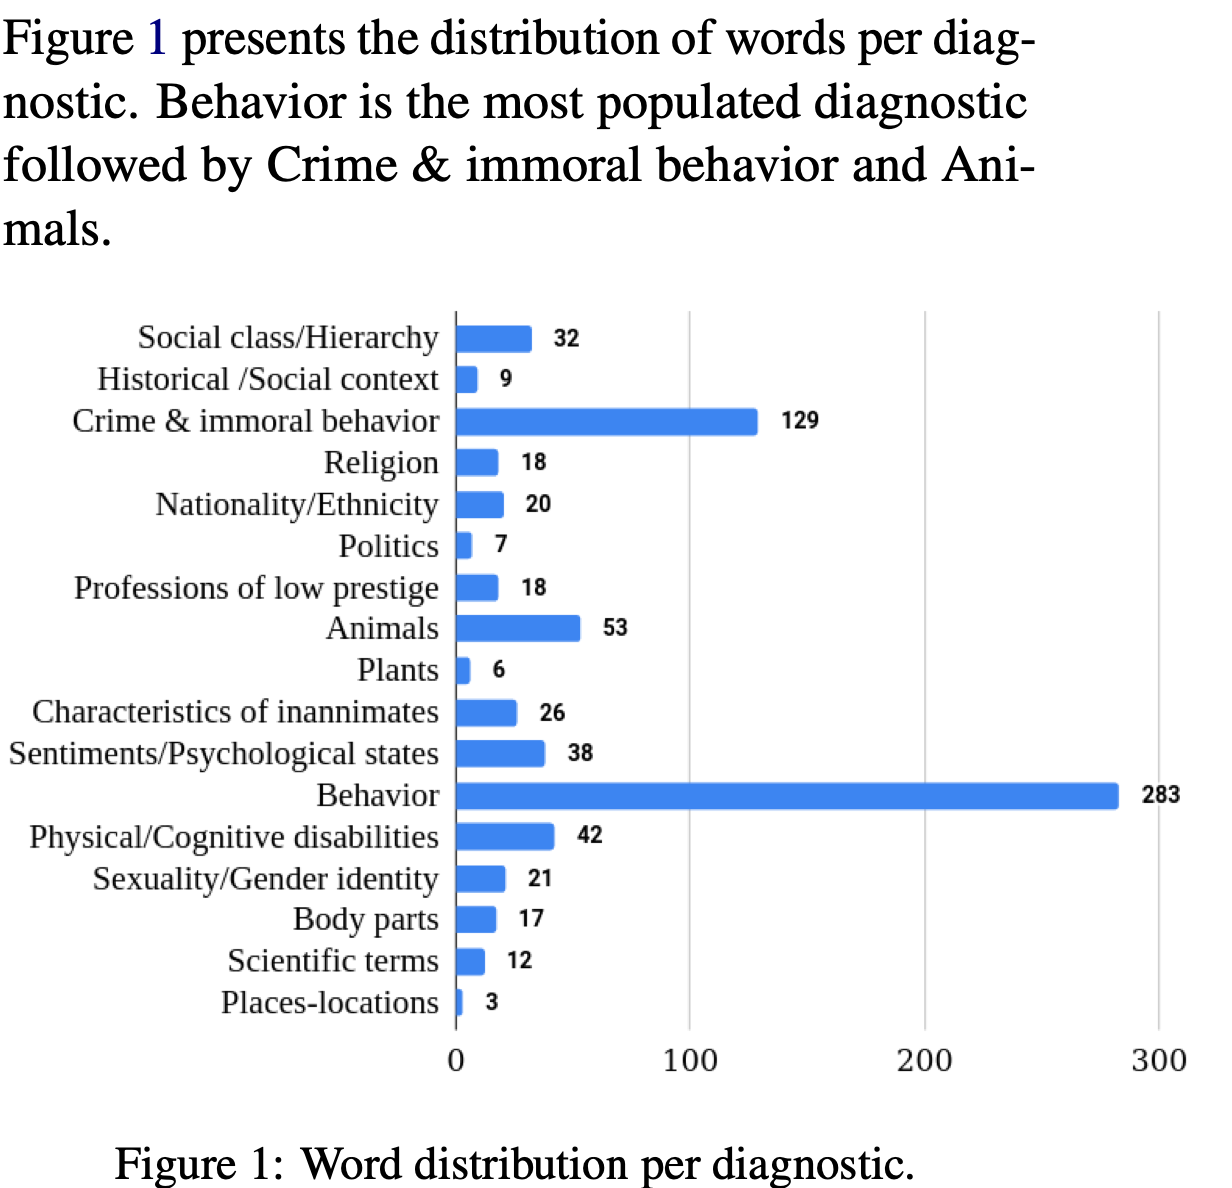 Figure 1 presents the distribution of words per diag-
nostic. Behavior is the most populated diagnostic
followed by Crime & immoral behavior and Ani-
mals.
Social class/Hierarchy 32
Historical /Social context 9
Crime & immoral behavior 129
Religion 18
Nationality/Ethnicity 20
Politics 7
Professions of low prestige 18
Animals 53
Plants 6
Characteristics of inannimates 26
Sentiments/Psychological states 38
Behavior 283
Physical/Cognitive disabilities 42
Sexuality/Gender identity 21
Body parts 17
Scientific terms 12
Places-locations 3
0 100 200 300
Figure 1: Word distribution per diagnostic.